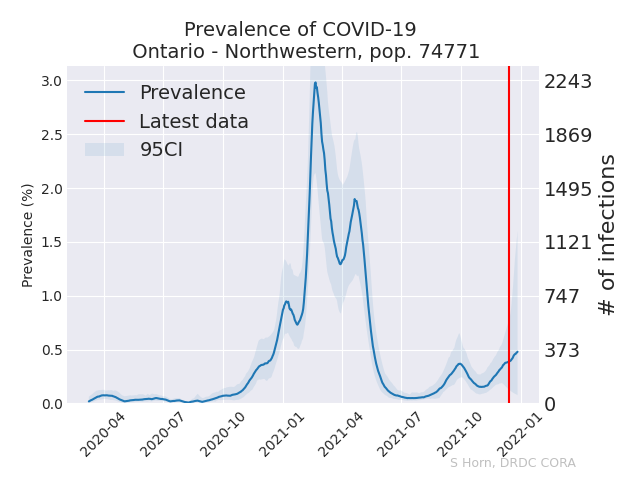 Prevalence of COVID-19
Ontario - Northwestern, pop. 74771
Prevalence
Latest data
95CI
Prevalence (%)
3.0
2.5
2.0
1.5
1.0
0.5
0.0
2243
1869
1495
1121
747
373
0
# of infections
2020-04
2020-07
2020-10
2021-01
2021-04
2021-07
2021-10
2022-01
S Horn, DRDC CORA